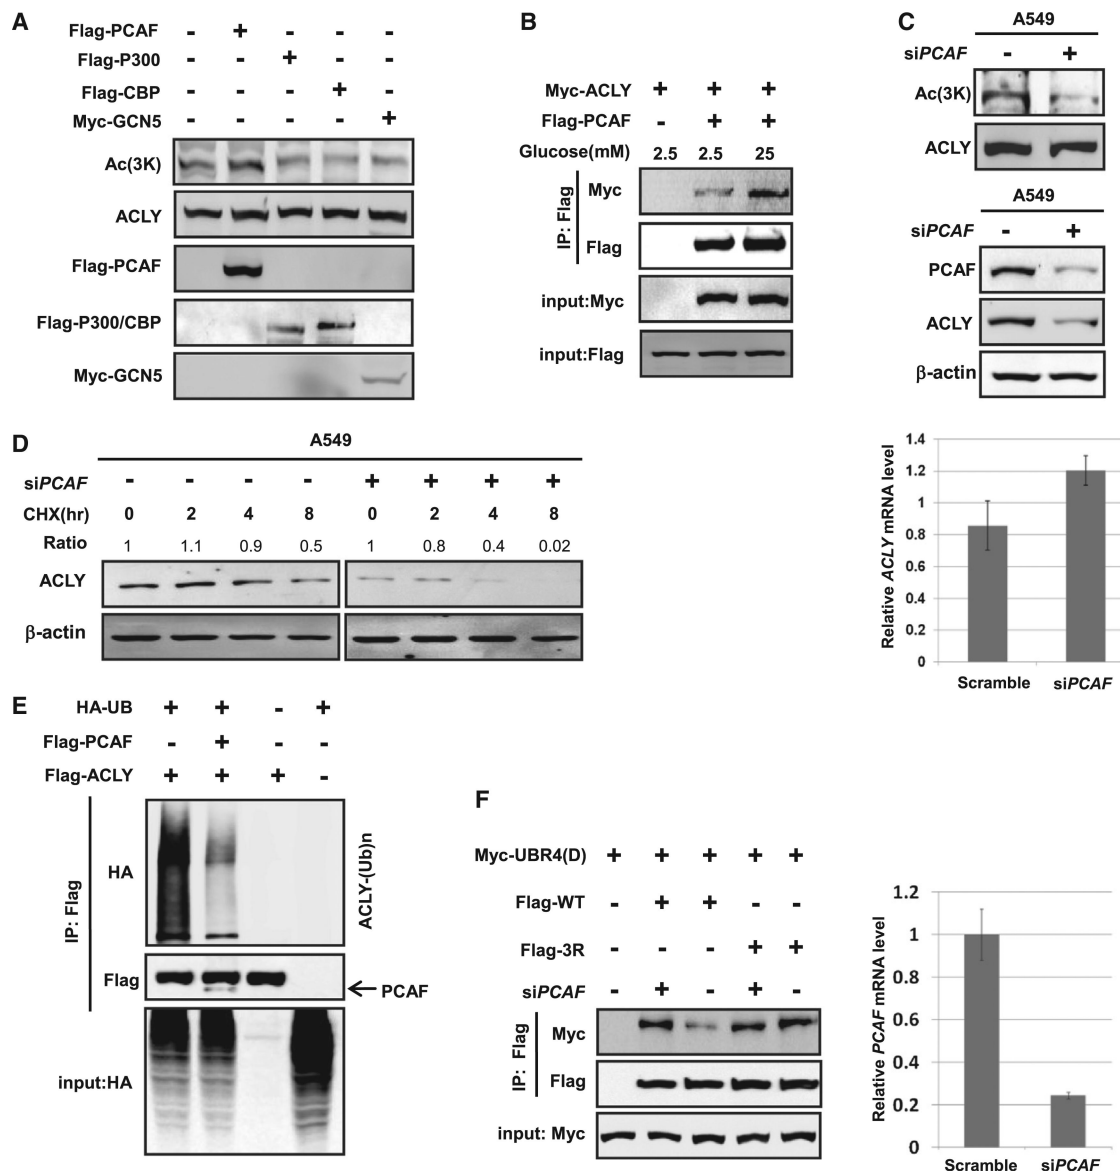 A
Flag-PCAF - + - - -
Flag-P300 - - + - -
Flag-CBP - - - + -
Myc-GCN5 - - - - +
Ac(3K)
ACLY
Flag-PCAF
Flag-P300/CBP
Myc-GCN5
B
Myc-ACLY + + +
Flag-PCAF - + +
Glucose(mM) 2.5 2.5 25
IP: Flag
Myc
Flag
input:Myc
input:Flag
C
A549
siPCAF - +
Ac(3K)
ACLY
A549
siPCAF - +
PCAF
ACLY
β-actin
Relative ACLY mRNA level
1.4
1.2
1
0.8
0.6
0.4
0.2
0
Scramble siPCAF
D
A549
siPCAF - - - - + + + +
CHX(hr) 0 2 4 8 0 2 4 8
Ratio 1 1.1 0.9 0.5 1 0.8 0.4 0.02
ACLY
β-actin
E
HA-UB + + - +
Flag-PCAF - + - -
Flag-ACLY + + + -
IP: Flag
HA
ACLY-(Ub)n
Flag
PCAF
input:HA
F
Myc-UBR4(D) + + + + +
Flag-WT - + + - -
Flag-3R - - - + +
siPCAF - + - + -
IP: Flag
Myc
Flag
input: Myc
Relative PCAF mRNA level
1.2
1
0.8
0.6
0.4
0.2
0
Scramble siPCAF